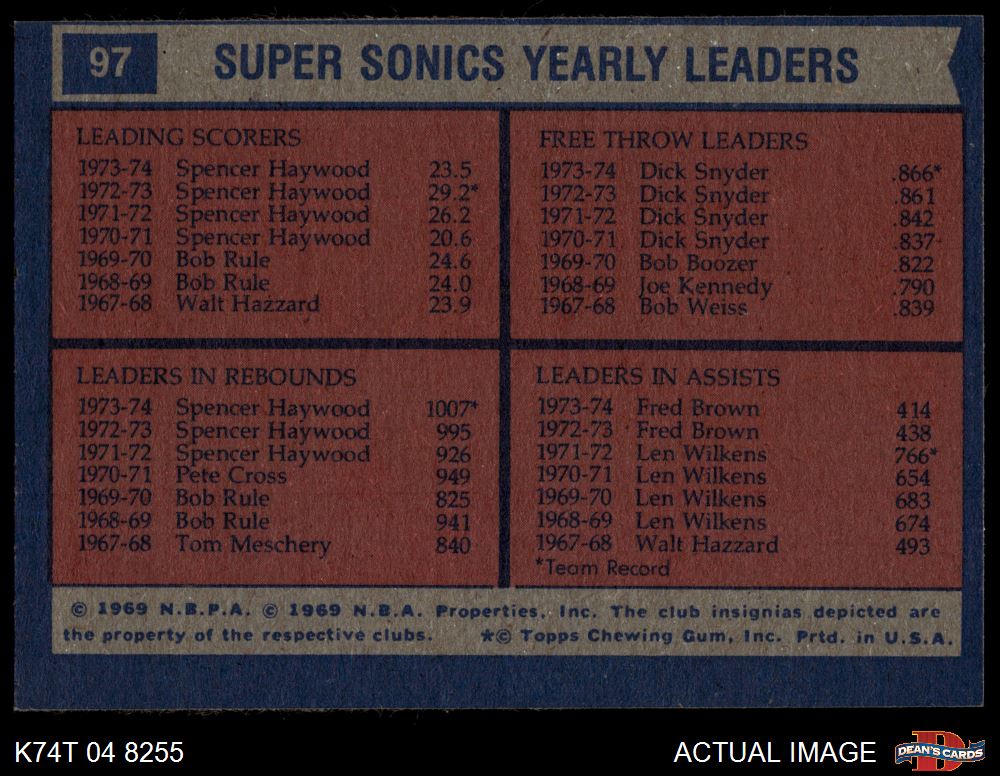 97 SUPER SONICS YEARLY LEADERS
LEADING SCORERS
1973-74 Spencer Haywood 23.5
1972-73 Spencer Haywood 29.2*
1971-72 Spencer Haywood 26.2
1970-71 Spencer Haywood 20.6
1969-70 Bob Rule 24.6
1968-69 Bob Rule 24.0
1967-68 Walt Hazzard 23.9
FREE THROW LEADERS
1973-74 Dick Snyder .866*
1972-73 Dick Snyder .861
1971-72 Dick Snyder .842
1970-71 Dick Snyder .837
1969-70 Bob Boozer .822
1968-69 Joe Kennedy .790
1967-68 Bob Weiss .839
LEADERS IN REBOUNDS
1973-74 Spencer Haywood 1007*
1972-73 Spencer Haywood 995
1971-72 Spencer Haywood 926
1970-71 Pete Cross 949
1969-70 Bob Rule 825
1968-69 Bob Rule 941
1967-68 Tom Meschery 840
LEADERS IN ASSISTS
1973-74 Fred Brown 414
1972-73 Fred Brown 438
1971-72 Len Wilkens 766*
1970-71 Len Wilkens 654
1969-70 Len Wilkens 683
1968-69 Len Wilkens 674
1967-68 Walt Hazzard 493
*Team Record
© 1969 N.B.P.A. © 1969 N.B.A. Properties, Inc. The club insignias depicted are
the property of the respective clubs. *© Topps Chewing Gum, Inc. Prtd. in U.S.A.
K74T 04 8255 ACTUAL IMAGE DEAN'S CARDS